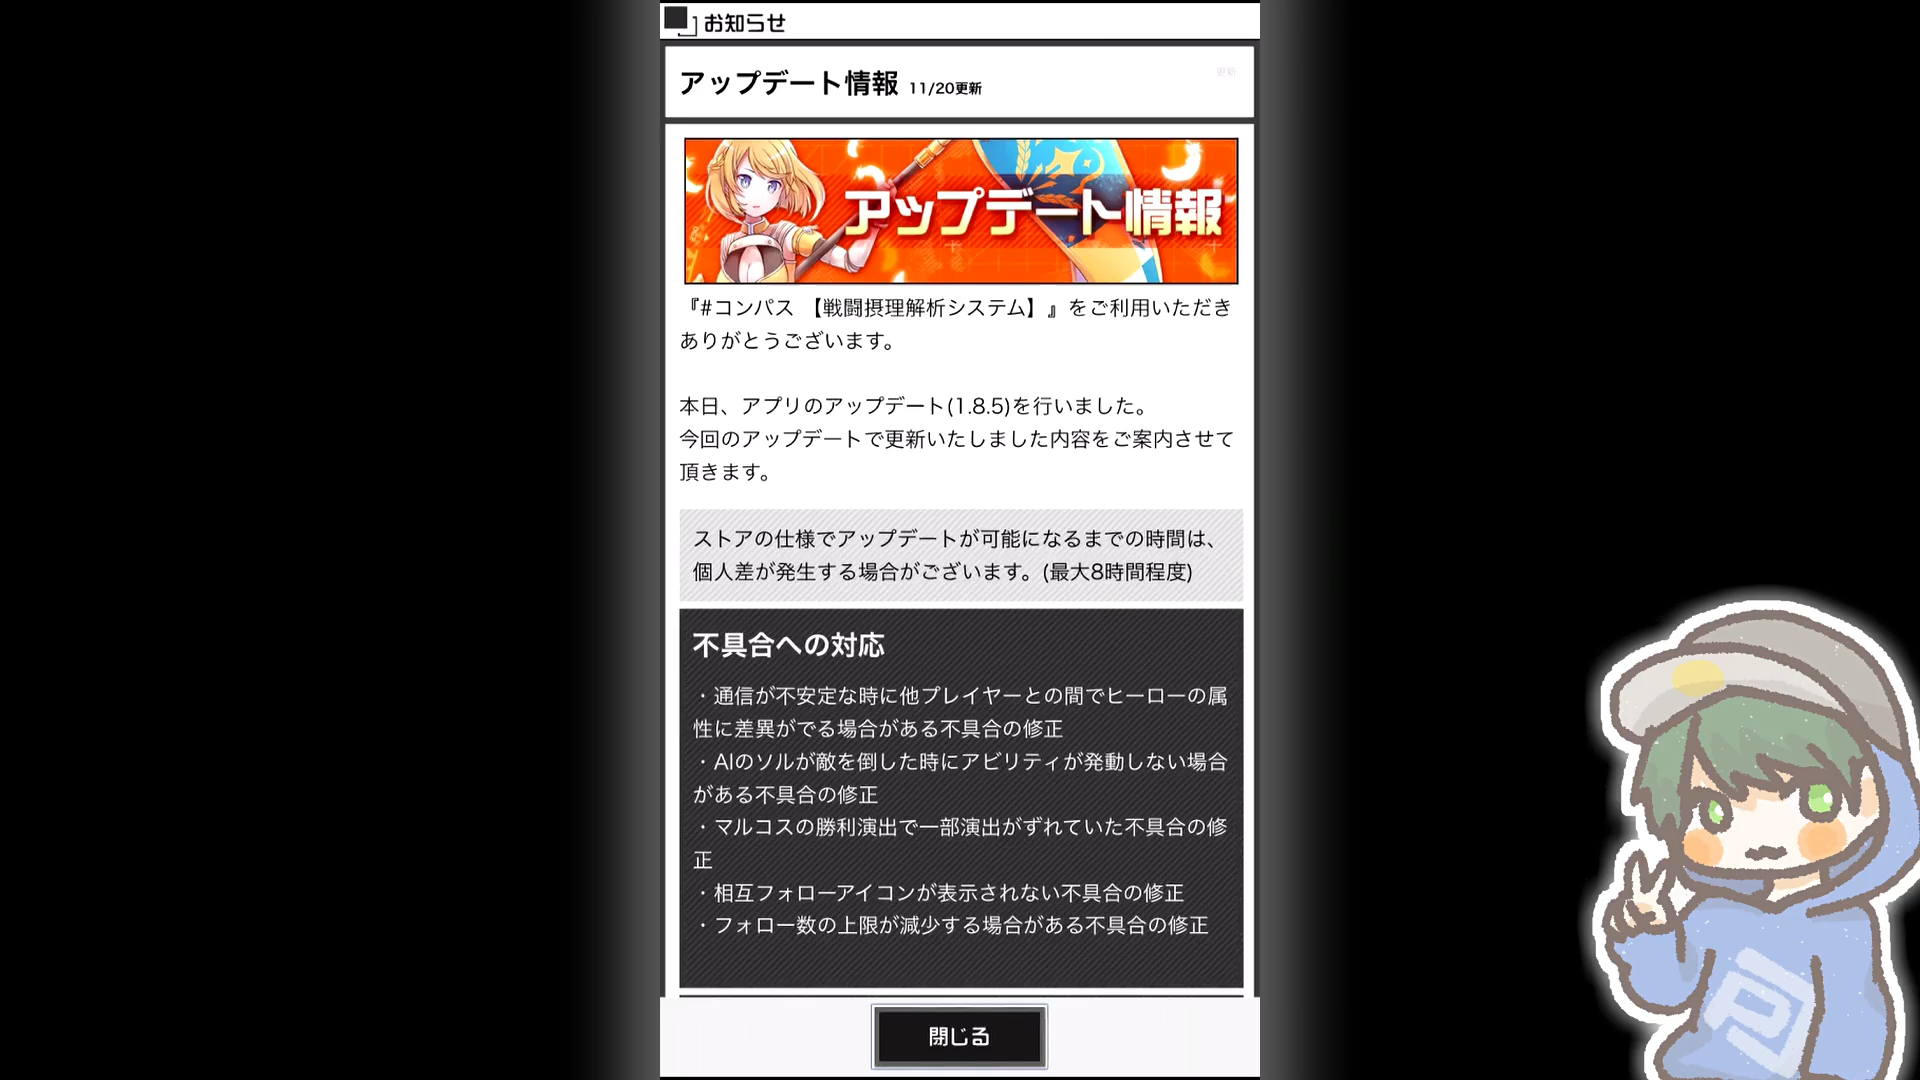 お知らせ
アップデート情報 11/20更新
更新
アップデート情報
『#コンパス 【戦闘摂理解析システム】』をご利用いただき
ありがとうございます。
本日、アプリのアップデート(1.8.5)を行いました。
今回のアップデートで更新いたしました内容をご案内させて
頂きます。
ストアの仕様でアップデートが可能になるまでの時間は、
個人差が発生する場合がございます。(最大8時間程度)
不具合への対応
・通信が不安定な時に他プレイヤーとの間でヒーローの属
性に差異がでる場合がある不具合の修正
・AIのソルが敵を倒した時にアビリティが発動しない場合
がある不具合の修正
・マルコスの勝利演出で一部演出がずれていた不具合の修
正
・相互フォローアイコンが表示されない不具合の修正
・フォロー数の上限が減少する場合がある不具合の修正
閉じる